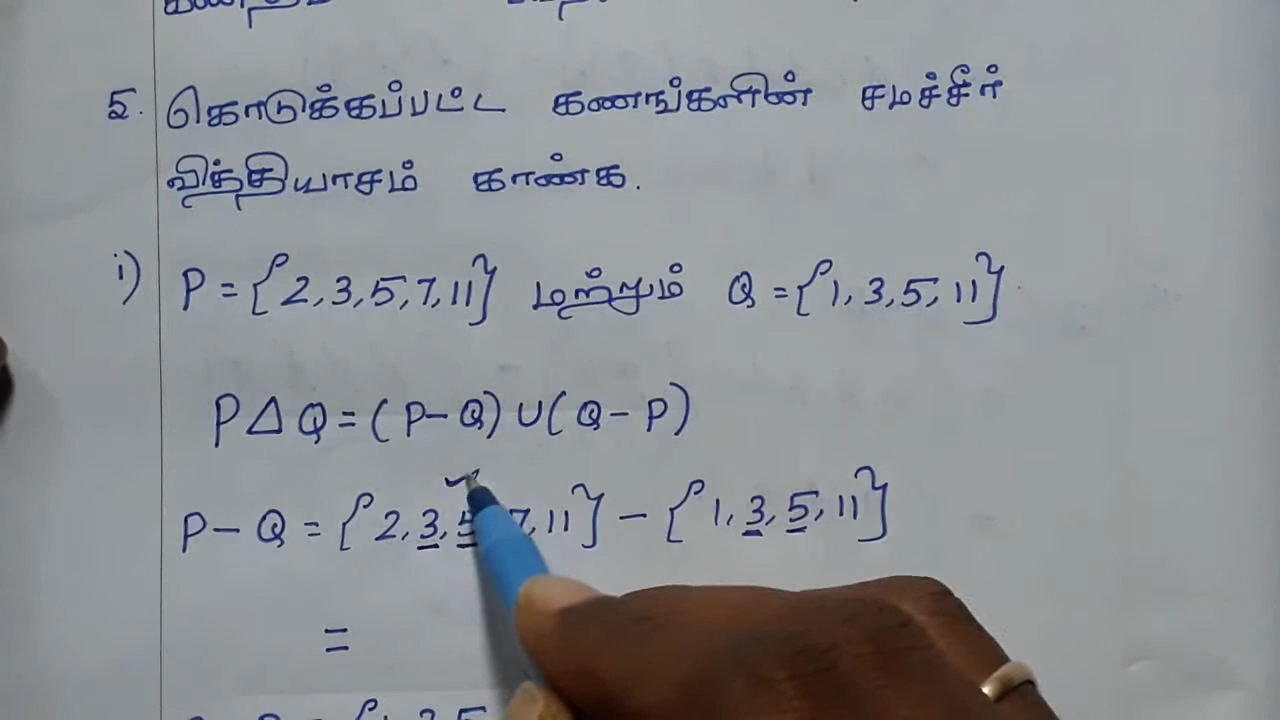 5. கொடுக்கப்பட்ட கணங்களின் சமச்சீர்
வித்தியாசம் காண்க.
i) P = {2, 3, 5, 7, 11} மற்றும் Q = {1, 3, 5, 11}
P Δ Q = (P - Q) ∪ (Q - P)
P - Q = {2, 3, 5, 7, 11} - {1, 3, 5, 11}
=